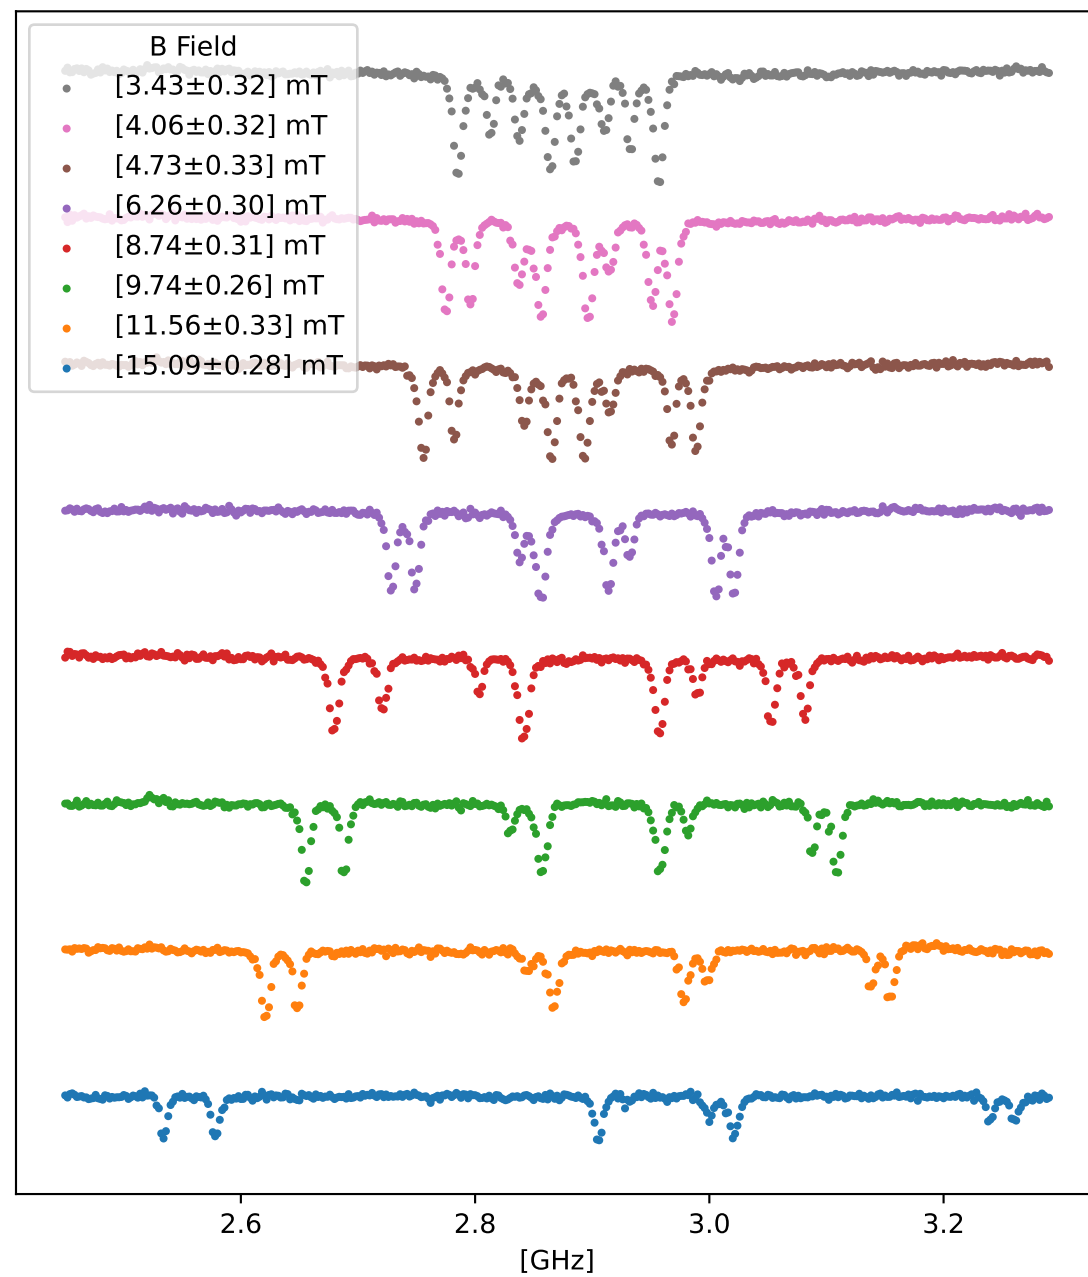 B Field
[3.43±0.32] mT
[4.06±0.32] mT
[4.73±0.33] mT
[6.26±0.30] mT
[8.74±0.31] mT
[9.74±0.26] mT
[11.56±0.33] mT
[15.09±0.28] mT
2.6 2.8 3.0 3.2
[GHz]